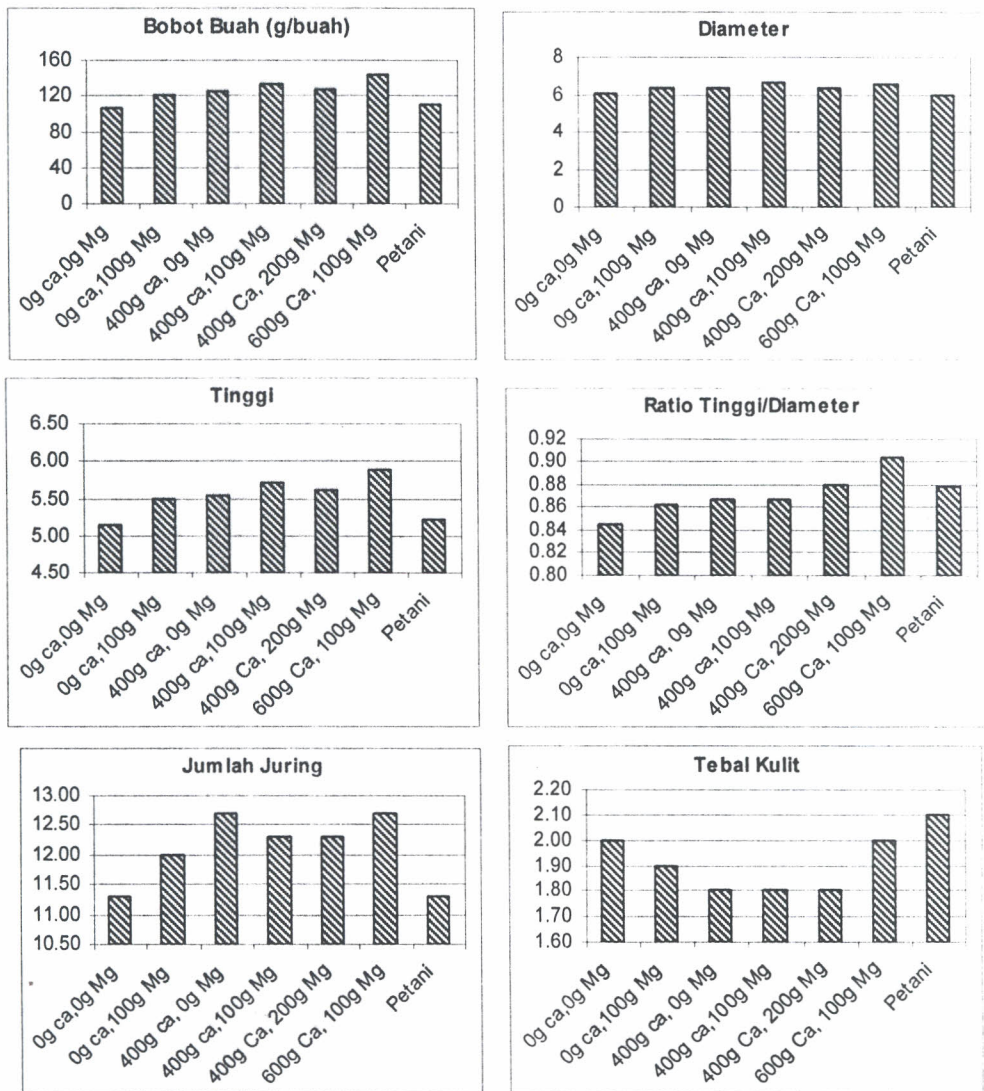 Bobot Buah (g/buah)
160
120
80
40
0
0g ca,0g Mg
0g ca,100g Mg
400g ca, 0g Mg
400g ca,100g Mg
400g Ca, 200g Mg
600g Ca, 100g Mg
Petani
Diameter
8
6
4
2
0
0g ca,0g Mg
0g ca,100g Mg
400g ca, 0g Mg
400g ca,100g Mg
400g Ca, 200g Mg
600g Ca, 100g Mg
Petani
Tinggi
6.50
6.00
5.50
5.00
4.50
0g ca,0g Mg
0g ca,100g Mg
400g ca, 0g Mg
400g ca,100g Mg
400g Ca, 200g Mg
600g Ca, 100g Mg
Petani
Ratio Tinggi/Diameter
0.92
0.90
0.88
0.86
0.84
0.82
0.80
0g ca,0g Mg
0g ca,100g Mg
400g ca, 0g Mg
400g ca,100g Mg
400g Ca, 200g Mg
600g Ca, 100g Mg
Petani
Jumlah Juring
13.00
12.50
12.00
11.50
11.00
10.50
0g ca,0g Mg
0g ca,100g Mg
400g ca, 0g Mg
400g ca,100g Mg
400g Ca, 200g Mg
600g Ca, 100g Mg
Petani
Tebal Kulit
2.20
2.10
2.00
1.90
1.80
1.70
1.60
0g ca,0g Mg
0g ca,100g Mg
400g ca, 0g Mg
400g ca,100g Mg
400g Ca, 200g Mg
600g Ca, 100g Mg
Petani